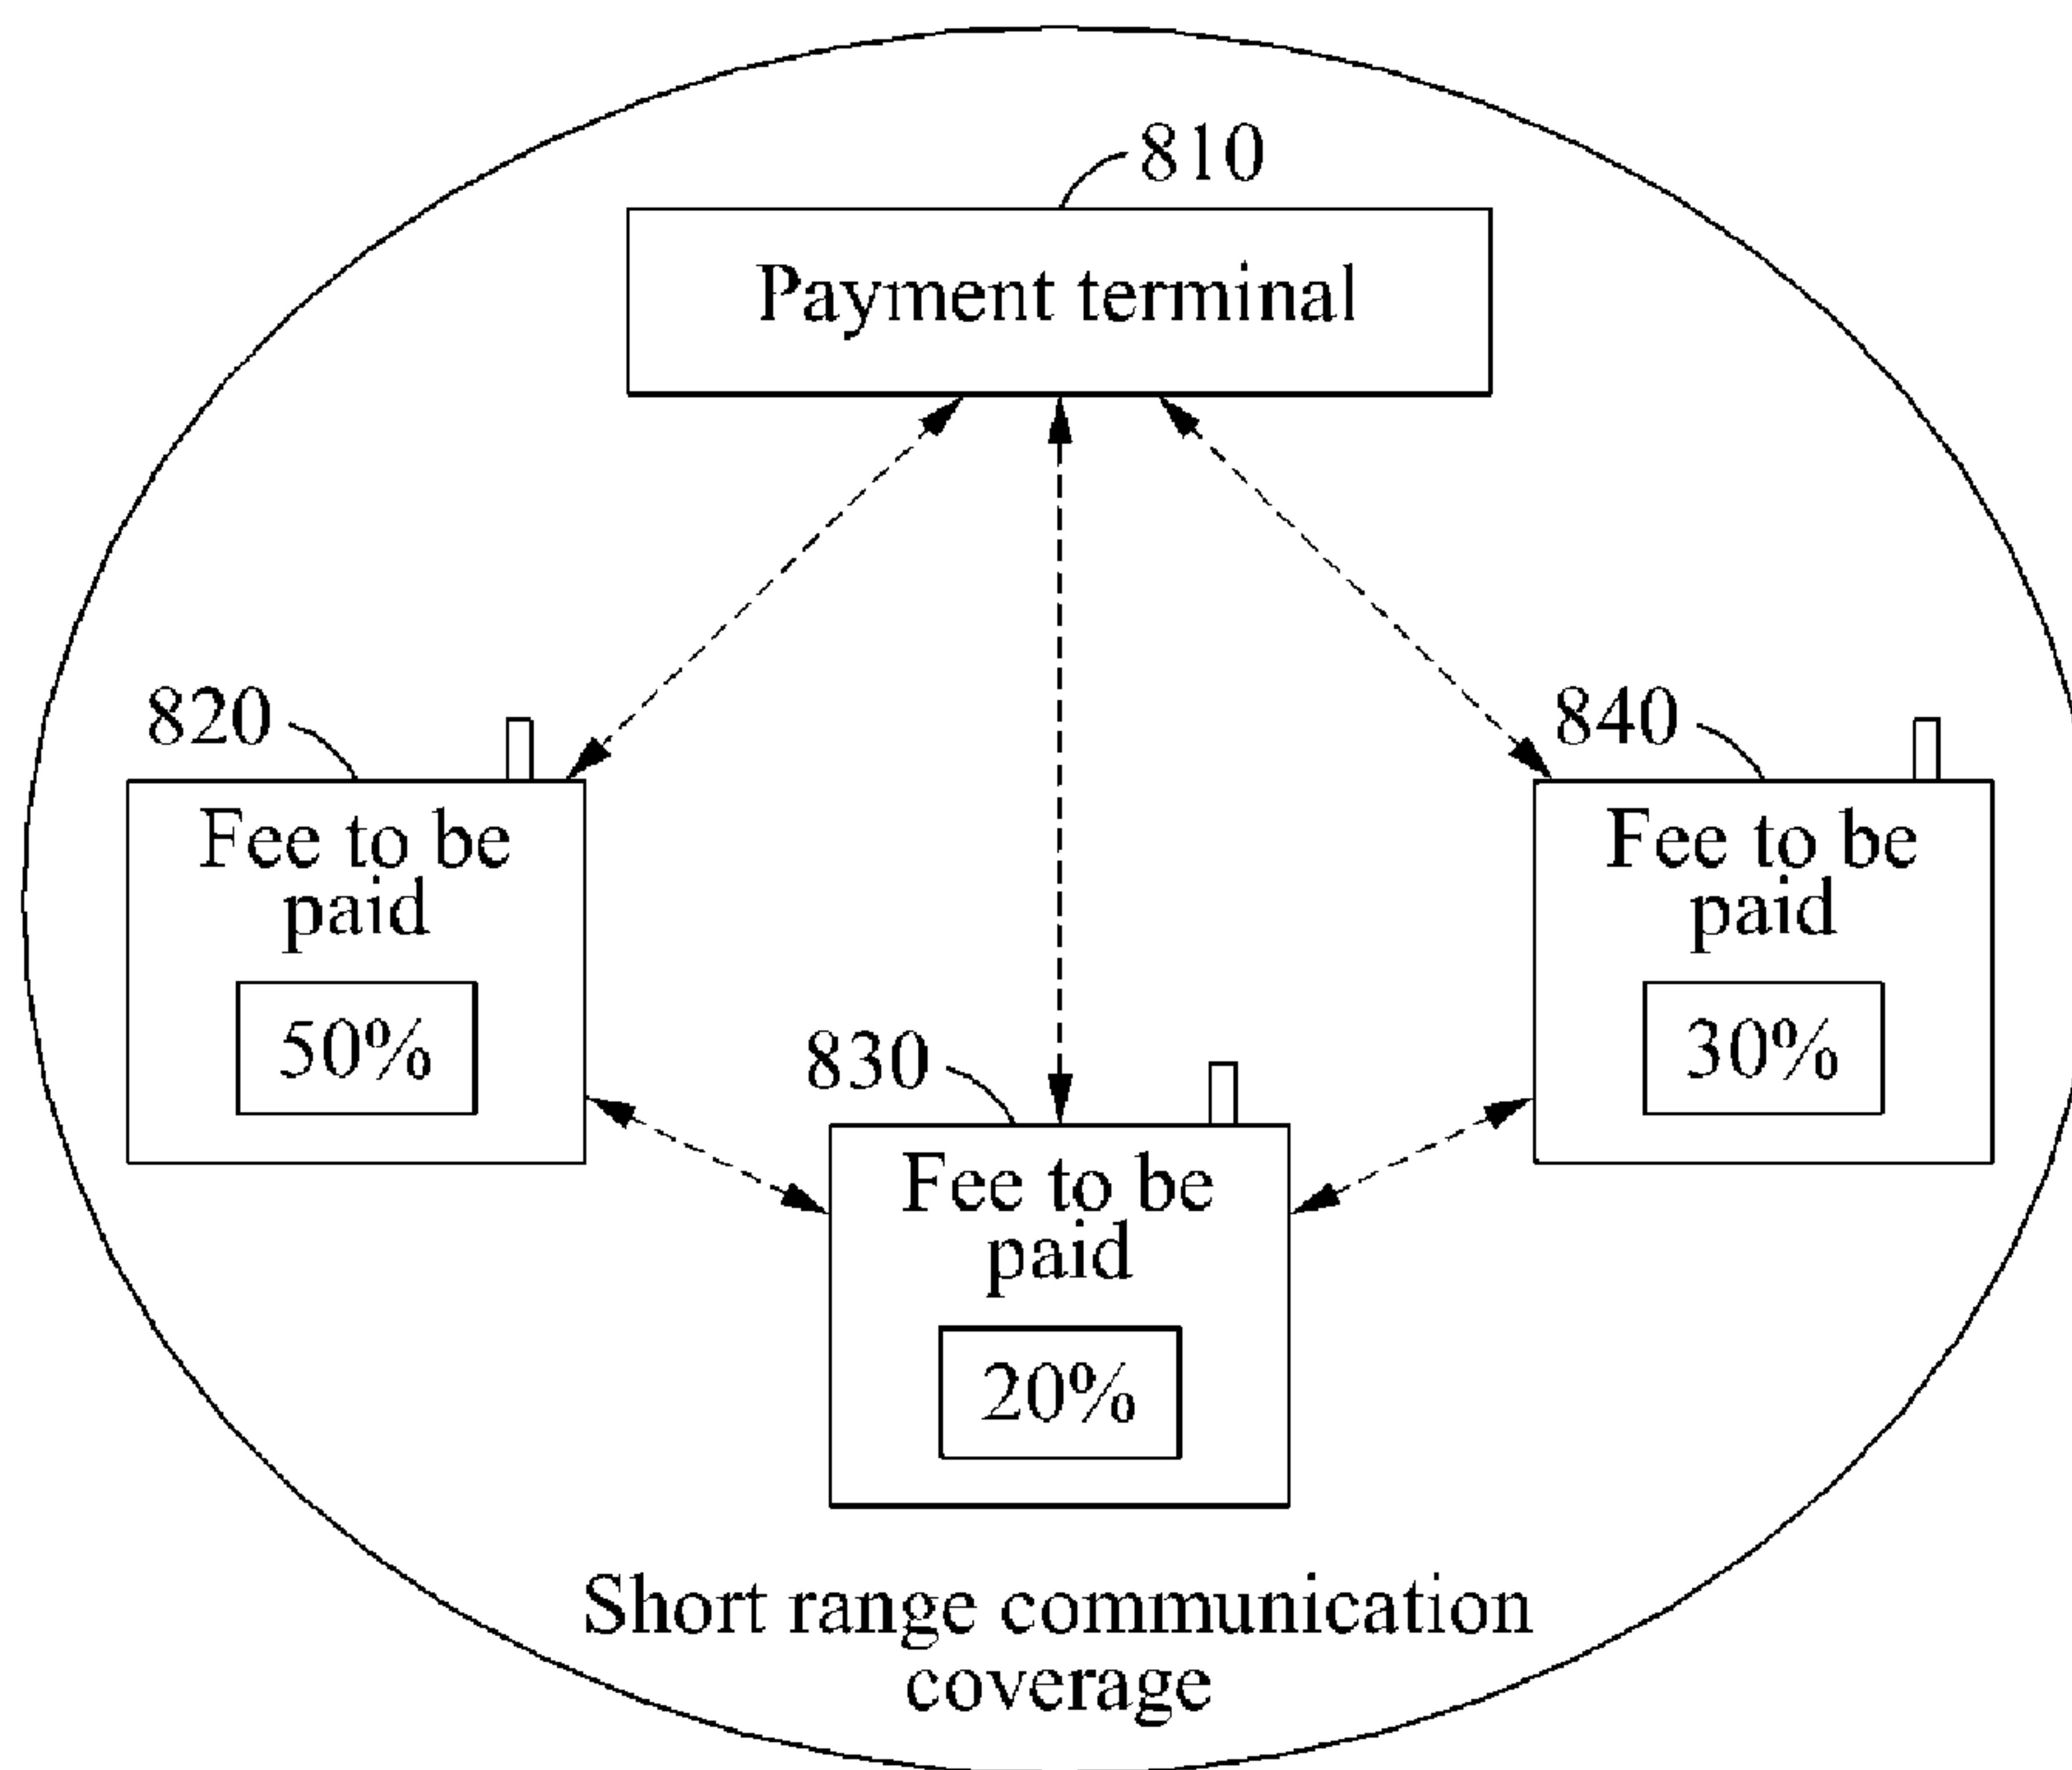 810
Payment terminal
820
Fee to be
paid
50%
840
Fee to be
paid
30%
830
Fee to be
paid
20%
Short range communication
coverage